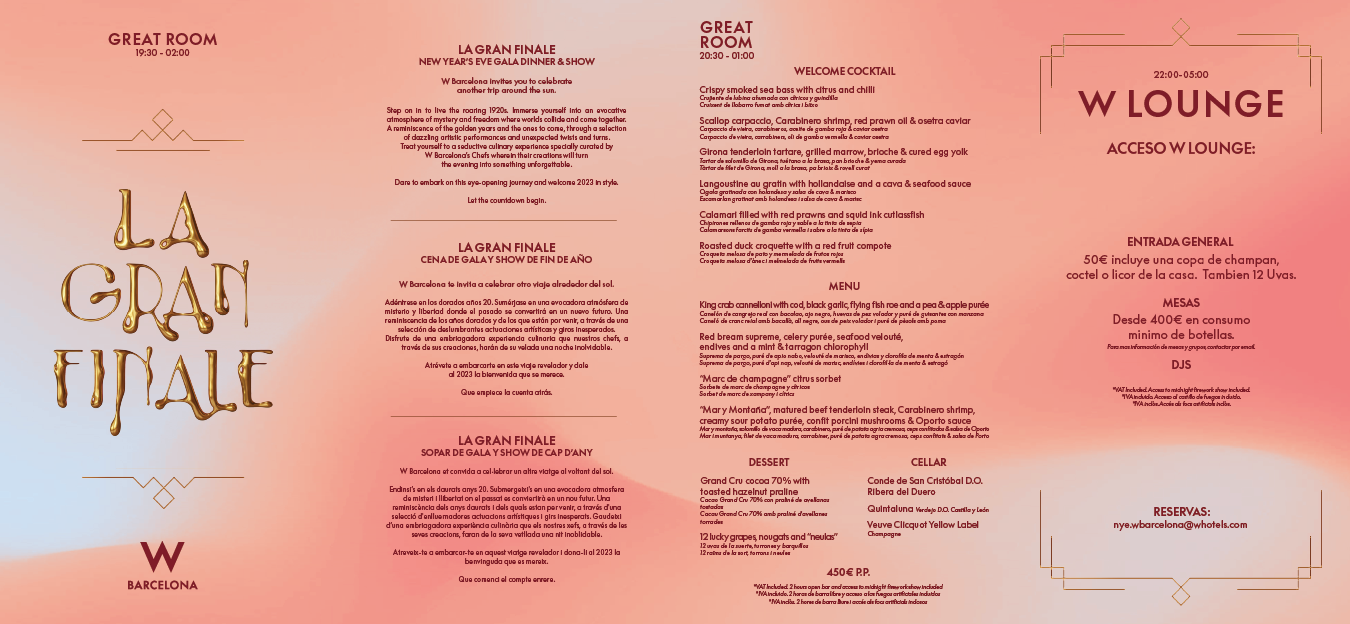 GREAT ROOM
19:30 - 02:00
LA
GRAN
FINALE
W
BARCELONA
LA GRAN FINALE
NEW YEAR'S EVE GALA DINNER & SHOW
W Barcelona invites you to celebrate
another trip around the sun.
Step on in to live the roaring 1920s. Immerse yourself into an evocative
atmosphere of mystery and freedom where worlds collide and come together.
A reminiscence of the golden years and the ones to come, through a selection
of dazzling artistic performances and unexpected twists and turns.
Treat yourself to a seductive culinary experience specially curated by
W Barcelona's Chefs wherein their creations will turn
the evening into something unforgettable.
Dare to embark on this eye-opening journey and welcome 2023 in style.
Let the countdown begin.
LA GRAN FINALE
CENA DE GALA Y SHOW DE FIN DE AÑO
W Barcelona te invita a celebrar otro viaje alrededor del sol.
Adéntrese en los dorados años 20. Sumérjase en una evocadora atmósfera de
misterio y libertad donde el pasado se convertirá en un nuevo futuro. Una
reminiscencia de los años dorados y de los que están por venir, a través de una
selección de deslumbrantes actuaciones artísticas y giros inesperados.
Disfrute de una embriagadora experiencia culinaria que nuestros chefs, a
través de sus creaciones, harán de su velada una noche inolvidable.
Atrévete a embarcarte en este viaje revelador y dale
al 2023 la bienvenida que se merece.
Que empiece la cuenta atrás.
LA GRAN FINALE
SOPAR DE GALA Y SHOW DE CAP D'ANY
W Barcelona et convida a cel·lebrar un altre viatge al voltant del sol.
Endinsi's en els daurats anys 20. Submergeixi's en una evocadora atmosfera
de misteri i llibertat on el passat es convertirà en un nou futur. Una
reminiscència dels anys daurats i dels quals estan per venir, a través d'una
selecció d'enlluernadores actuacions artístiques i girs inesperats. Gaudeixi
d'una embriagadora experiència culinària que els nostres xefs, a través de les
seves creacions, faran de la seva vetllada una nit inoblidable.
Atreveix-te a embarcar-te en aquest viatge revelador i dona-li al 2023 la
benvinguda que es mereix.
Que comenci el compte enrere.
GREAT
ROOM
20:30 - 01:00
WELCOME COCKTAIL
Crispy smoked sea bass with citrus and chilli
Crujiente de lubina ahumada con cítricos y guindilla
Cruixent de llobarro fumat amb cítrics i bitxo
Scallop carpaccio, Carabinero shrimp, red prawn oil & osetra caviar
Carpaccio de vieira, carabineros, aceite de gamba roja & caviar osetra
Carpaccio de vieira, carrabiners, oli de gamba vermella & caviar osetra
Girona tenderloin tartare, grilled marrow, brioche & cured egg yolk
Tartar de solomillo de Girona, tuétano a la brasa, pan brioche & yema curada
Tàrtar de filet de Girona, moll a la brasa, pa brioix & rovell curat
Langoustine au gratin with hollandaise and a cava & seafood sauce
Cigala gratinada con holandesa y salsa de cava & marisco
Escamarlan gratinat amb holandesa i salsa de cava & marisc
Calamari filled with red prawns and squid ink cutlassfish
Chipirones rellenos de gamba roja y sable a la tinta de sepia
Calamarsons farcits de gamba vermella i sabre a la tinta de sípia
Roasted duck croquette with a red fruit compote
Croqueta melosa de pato y mermelada de frutos rojos
Croqueta melosa d'ànec i melmelada de fruits vermells
MENU
King crab cannelloni with cod, black garlic, flying fish roe and a pea & apple purée
Canelón de cangrejo real con bacalao, ajo negro, huevas de pez volador y puré de guisantes con manzana
Caneló de cranc reial amb bacallà, all negre, ous de peix volador i puré de pèsols amb poma
Red bream supreme, celery purée, seafood velouté,
endives and a mint & tarragon chlorophyll
Suprema de pargo, puré de apio nabo, velouté de marisco, endivias y clorofila de menta & estragón
Suprema de pargo, puré d'api nap, velouté de marisc, endívies i clorofil·la de menta & estragó
"Marc de champagne" citrus sorbet
Sorbete de marc de champagne y cítricos
Sorbet de marc de xampany i cítrics
"Mar y Montaña", matured beef tenderloin steak, Carabinero shrimp,
creamy sour potato purée, confit porcini mushrooms & Oporto sauce
Mar y montaña, solomillo de vaca madura, carabinero, puré de patata agria cremosa, ceps confitados & salsa de Oporto
Mar i muntanya, filet de vaca madura, carrabiner, puré de patata agra cremosa, ceps confitats & salsa de Porto
DESSERT
Grand Cru cocoa 70% with
toasted hazelnut praline
Cacao Grand Cru 70% con praliné de avellanas
tostadas
Cacau Grand Cru 70% amb praliné d'avellanes
torrades
12 lucky grapes, nougats and "neulas"
12 uvas de la suerte, turrones y barquillos
12 raïms de la sort, torrons i neules
CELLAR
Conde de San Cristóbal D.O.
Ribera del Duero
Quintaluna Verdejo D.O. Castilla y León
Veuve Clicquot Yellow Label
Champagne
450€ P.P.
*VAT Included. 2 hours open bar and access to midnight firework show included
*IVA incluido. 2 horas de barra libre y acceso a los fuegos artificiales incluidos
*IVA inclòs. 2 hores de barra lliure i accés als focs artificials inclosos
22:00-05:00
W LOUNGE
ACCESO W LOUNGE:
ENTRADA GENERAL
50€ incluye una copa de champan,
coctel o licor de la casa. Tambien 12 Uvas.
MESAS
Desde 400€ en consumo
minimo de botellas.
Para mas información de mesas y grupos, contactar por email.
DJS
*VAT Included. Access to midnight firework show included.
*IVA incluido. Acceso al castillo de fuegos incluido.
*IVA inclòs. Accés als focs artificials inclòs.
RESERVAS:
nye.wbarcelona@whotels.com